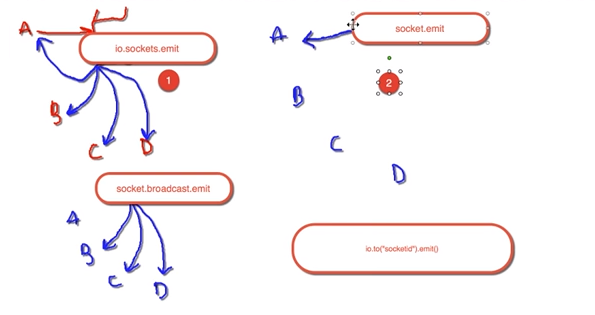 A
io.sockets.emit
1
B
C
D
socket.emit
A
2
B
C
D
socket.broadcast.emit
A
B
C
D
io.to("socketid").emit()